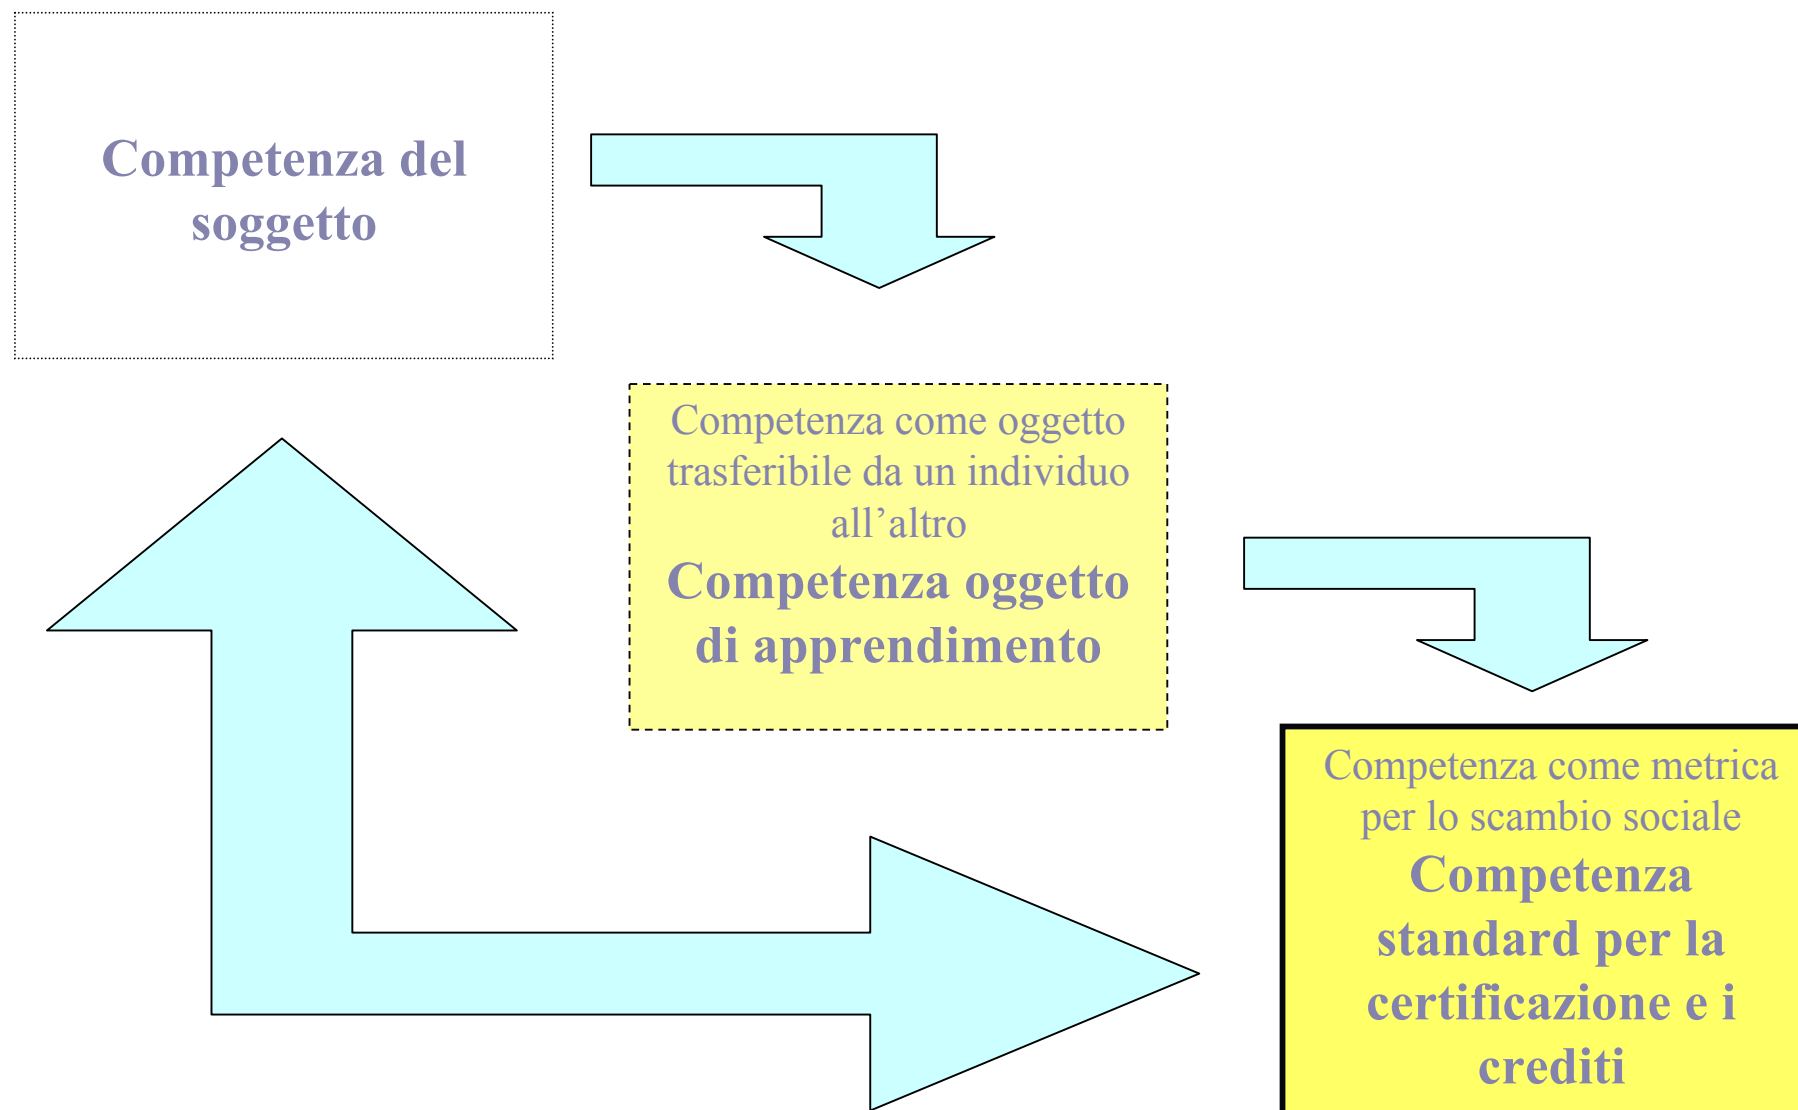 Competenza del
soggetto
Competenza come oggetto
trasferibile da un individuo
all’altro
Competenza oggetto
di apprendimento
Competenza come metrica
per lo scambio sociale
Competenza
standard per la
certificazione e i
crediti